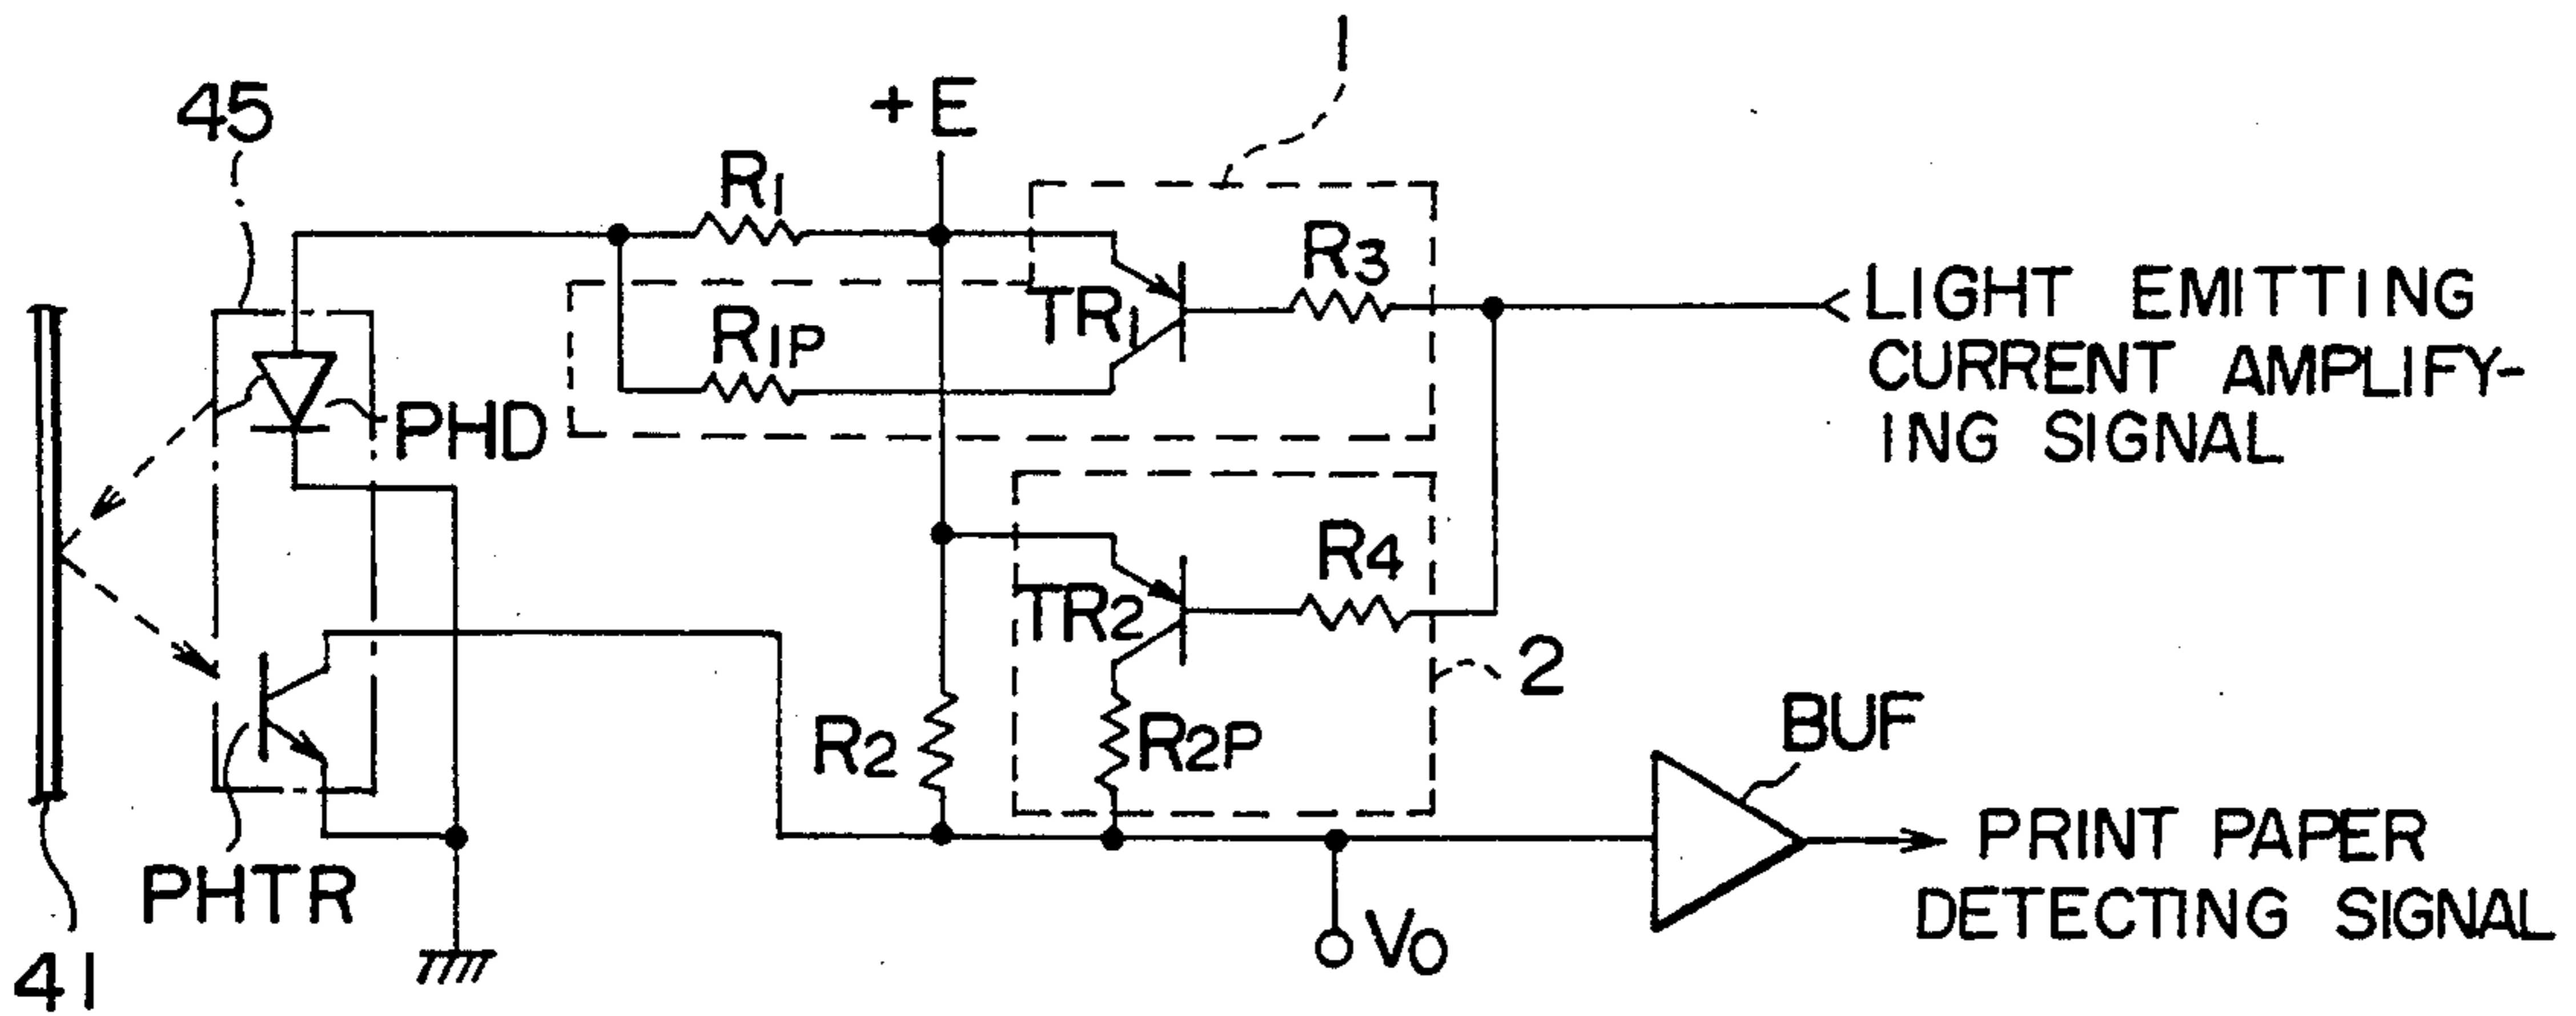 1
45
+E
R1
R3
TR1
R1P
LIGHT EMITTING
CURRENT AMPLIFY-
ING SIGNAL
PHD
R4
TR2
2
R2
R2P
BUF
PRINT PAPER
DETECTING SIGNAL
PHTR
VO
41